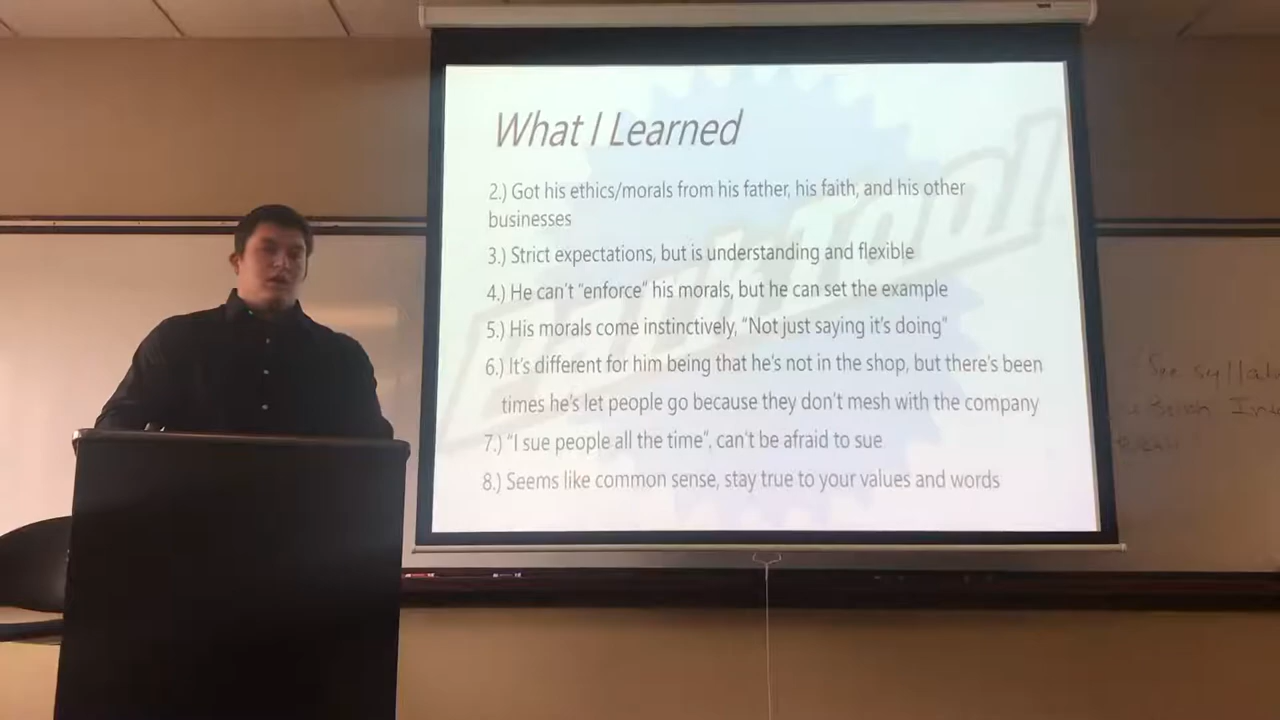 What I Learned
2.) Got his ethics/morals from his father, his faith, and his other
businesses
3.) Strict expectations, but is understanding and flexible
4.) He can't "enforce" his morals, but he can set the example
5.) His morals come instinctively, "Not just saying it's doing"
6.) It's different for him being that he's not in the shop, but there's been
times he's let people go because they don't mesh with the company
7.) "I sue people all the time", can't be afraid to sue
8.) Seems like common sense, stay true to your values and words
Tool
See